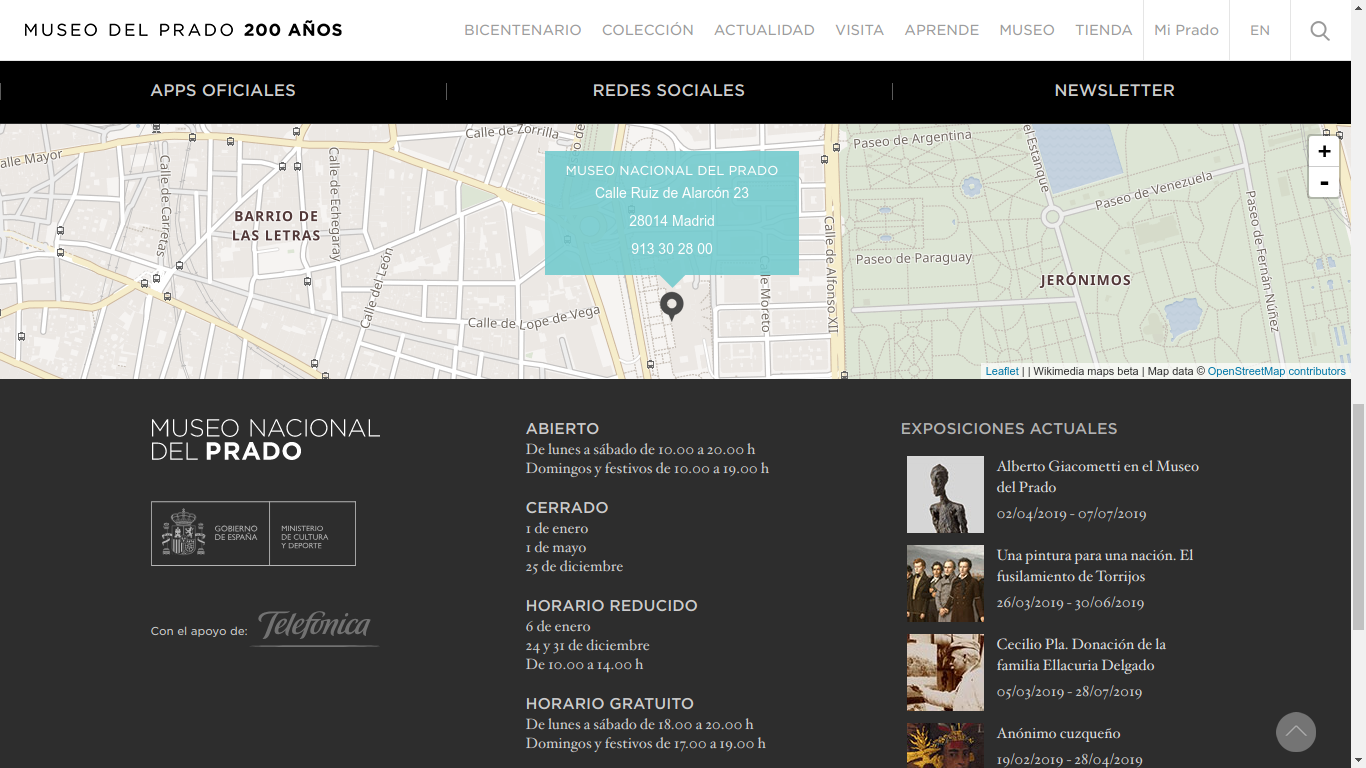 MUSEO DEL PRADO 200 AÑOS
BICENTENARIO COLECCIÓN ACTUALIDAD VISITA APRENDE MUSEO TIENDA Mi Prado EN
APPS OFICIALES
REDES SOCIALES
NEWSLETTER
alle Mayor
Calle de Carretas
Calle de Echegaray
Calle de Zorrilla
BARRIO DE
LAS LETRAS
Calle del León
Calle de Lope de Vega
MUSEO NACIONAL DEL PRADO
Calle Ruiz de Alarcón 23
28014 Madrid
913 30 28 00
Calle Moreto
Calle de Alfonso XII
Paseo de Argentina
el Estanque
Paseo de Venezuela
Paseo de Paraguay
JERÓNIMOS
Paseo de Fernán Núñez
+
-
Leaflet | | Wikimedia maps beta | Map data © OpenStreetMap contributors
MUSEO NACIONAL
DEL PRADO
GOBIERNO
DE ESPAÑA
MINISTERIO
DE CULTURA
Y DEPORTE
Con el apoyo de: Telefónica
ABIERTO
De lunes a sábado de 10.00 a 20.00 h
Domingos y festivos de 10.00 a 19.00 h
CERRADO
1 de enero
1 de mayo
25 de diciembre
HORARIO REDUCIDO
6 de enero
24 y 31 de diciembre
De 10.00 a 14.00 h
HORARIO GRATUITO
De lunes a sábado de 18.00 a 20.00 h
Domingos y festivos de 17.00 a 19.00 h
EXPOSICIONES ACTUALES
Alberto Giacometti en el Museo
del Prado
02/04/2019 - 07/07/2019
Una pintura para una nación. El
fusilamiento de Torrijos
26/03/2019 - 30/06/2019
Cecilio Pla. Donación de la
familia Ellacuria Delgado
05/03/2019 - 28/07/2019
Anónimo cuzqueño
19/02/2019 - 28/04/2019